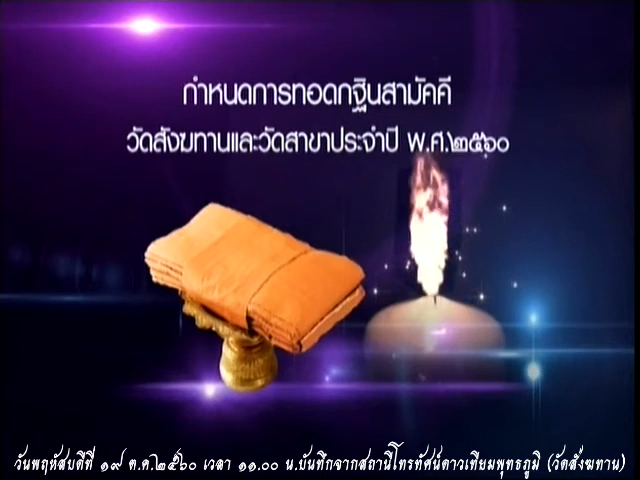 กำหนดการทอดกฐินสามัคคี
วัดสังฆทานและวัดสาขาประจำปี พ.ศ.๒๕๖๐
วันพฤหัสบดีที่ ๑๙ ต.ค.๒๕๖๐ เวลา ๑๑.๐๐ น.บันทึกจากสถานีโทรทัศน์ดาวเทียมพุทธภูมิ (วัดสังฆทาน)